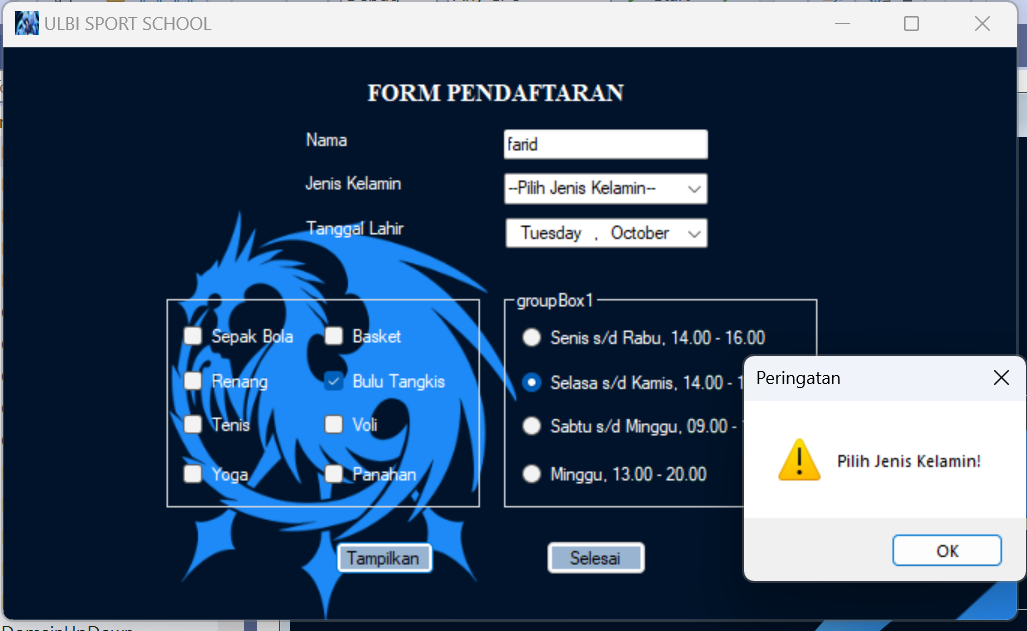 ULBI SPORT SCHOOL
FORM PENDAFTARAN
Nama
farid
Jenis Kelamin
--Pilih Jenis Kelamin--
Tanggal Lahir
Tuesday , October
Sepak Bola
Basket
Renang
Bulu Tangkis
Tenis
Voli
Yoga
Panahan
groupBox1
Senis s/d Rabu, 14.00 - 16.00
Selasa s/d Kamis, 14.00 -
Sabtu s/d Minggu, 09.00 -
Minggu, 13.00 - 20.00
Tampilkan
Selesai
Peringatan
Pilih Jenis Kelamin!
OK
DomainUpDown